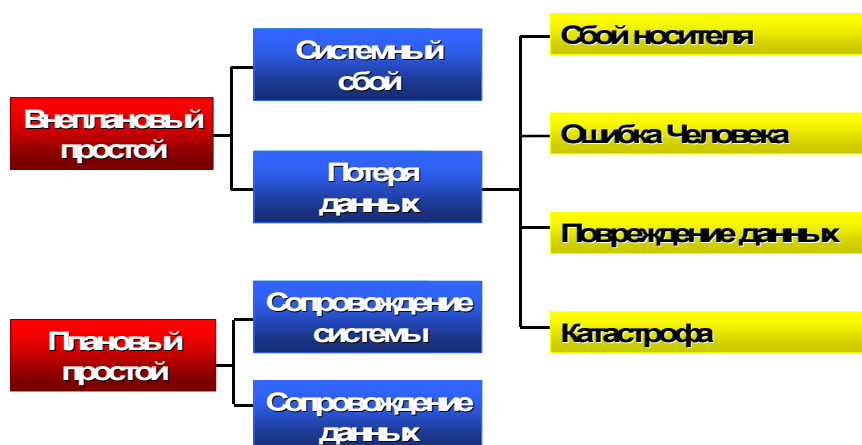 Внеплановый
простой
Системный
сбой
Потеря
данных
Сбой носителя
Ошибка Человека
Повреждение данных
Катастрофа
Плановый
простой
Сопровождение
системы
Сопровождение
данных